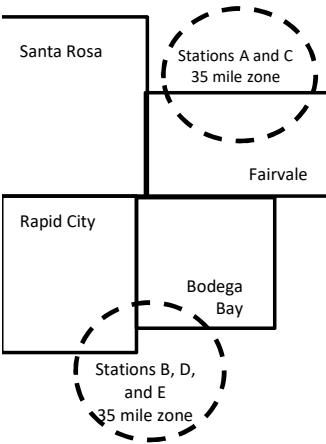 Santa Rosa
Stations A and C
35 mile zone
Fairvale
Rapid City
Bodega
Bay
Stations B, D,
and E
35 mile zone